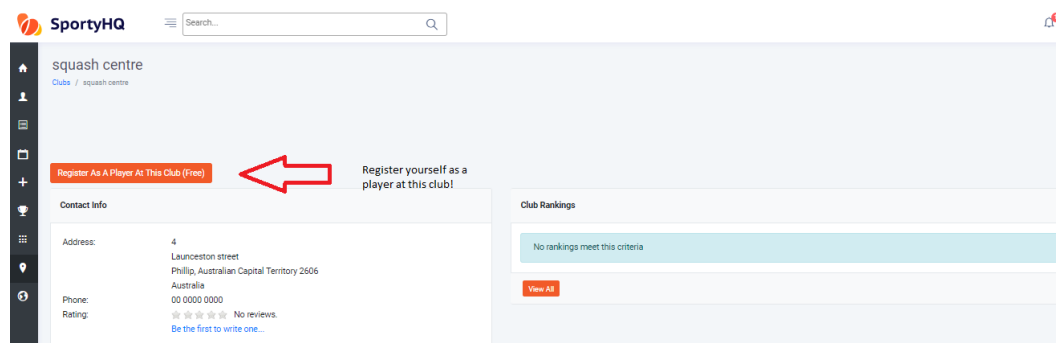 SportyHQ
Search...
squash centre
Clubs / squash centre
Register As A Player At This Club (Free)
Register yourself as a
player at this club!
Contact Info
Address:
4
Launceston street
Phillip, Australian Capital Territory 2606
Australia
Phone:
00 0000 0000
Rating:
No reviews.
Be the first to write one...
Club Rankings
No rankings meet this criteria
View All